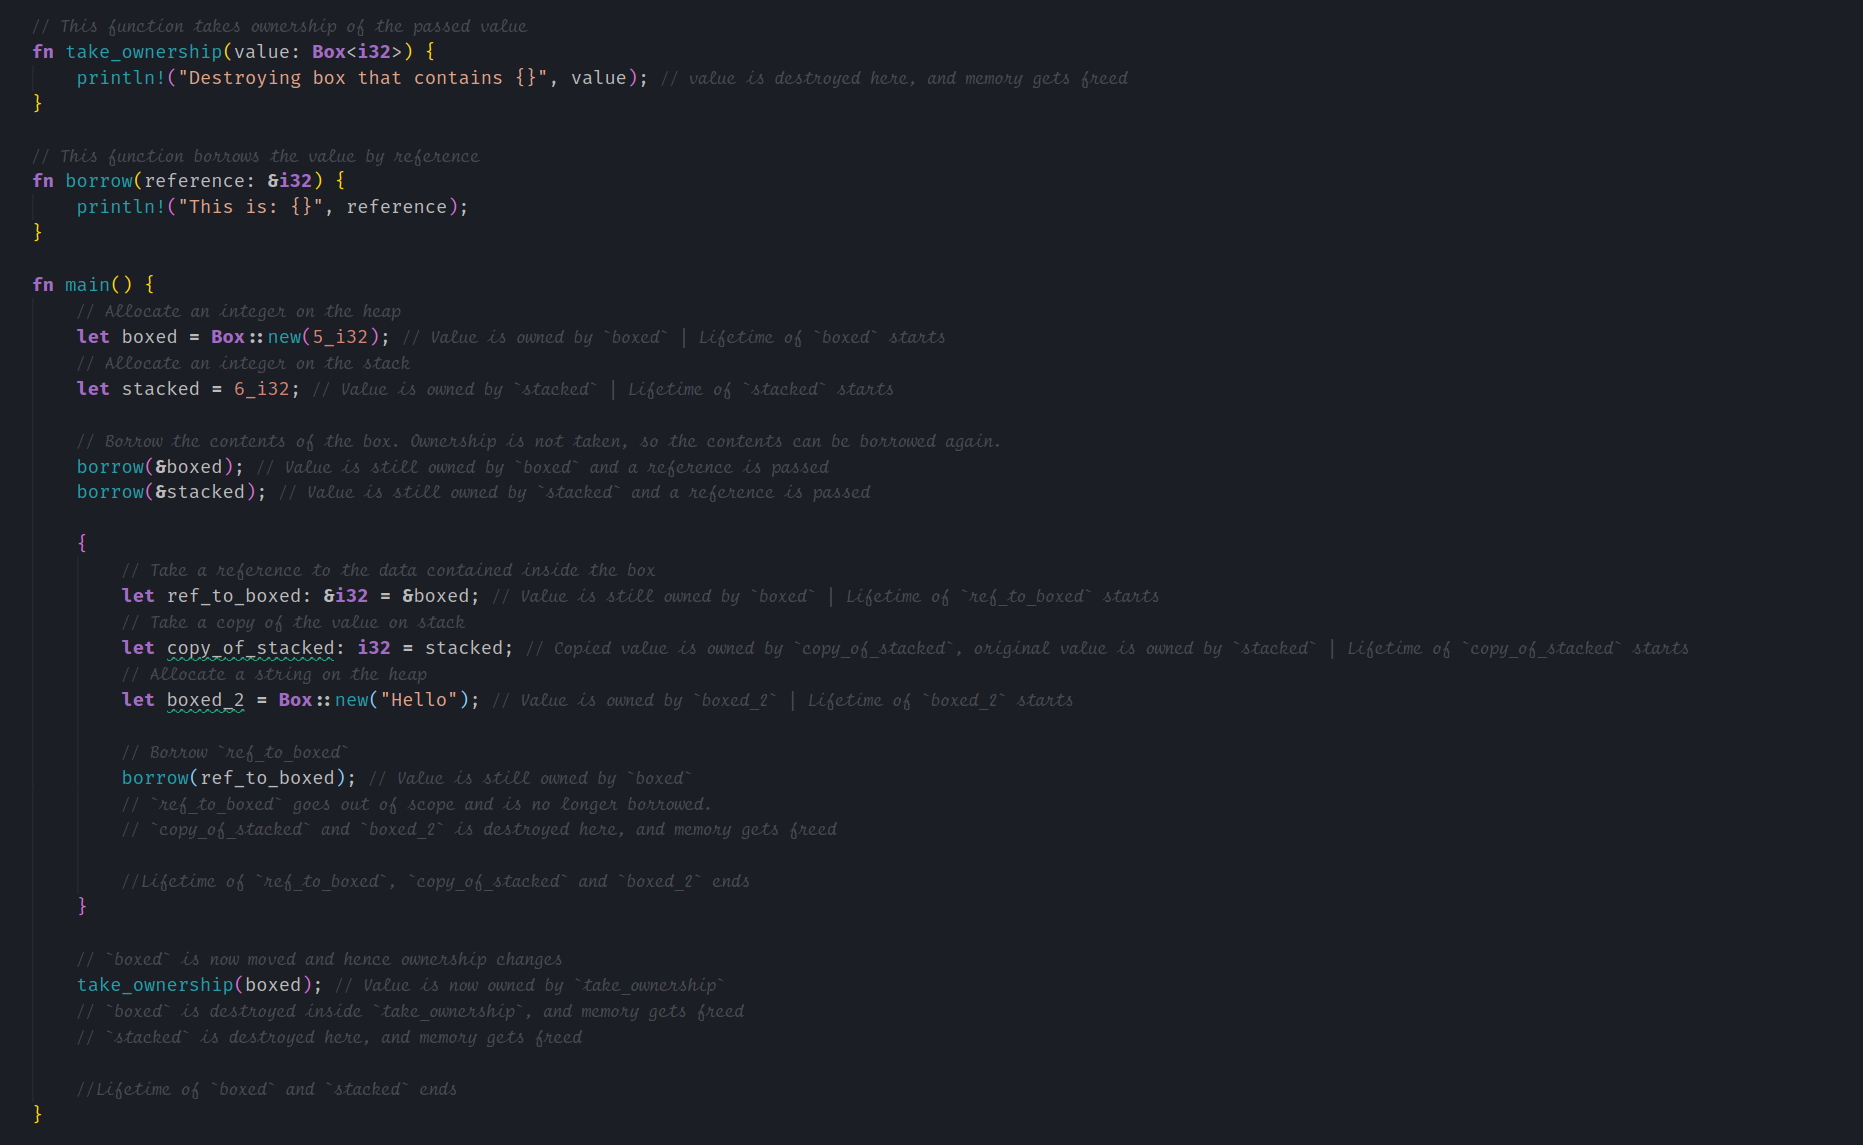 // This function takes ownership of the passed value
fn take_ownership(value: Box<i32>) {
    println!("Destroying box that contains {}", value); // value is destroyed here, and memory gets freed
}

// This function borrows the value by reference
fn borrow(reference: &i32) {
    println!("This is: {}", reference);
}

fn main() {
    // Allocate an integer on the heap
    let boxed = Box::new(5_i32); // Value is owned by `boxed` | Lifetime of `boxed` starts
    // Allocate an integer on the stack
    let stacked = 6_i32; // Value is owned by `stacked` | Lifetime of `stacked` starts

    // Borrow the contents of the box. Ownership is not taken, so the contents can be borrowed again.
    borrow(&boxed); // Value is still owned by `boxed` and a reference is passed
    borrow(&stacked); // Value is still owned by `stacked` and a reference is passed

    {
        // Take a reference to the data contained inside the box
        let ref_to_boxed: &i32 = &boxed; // Value is still owned by `boxed` | Lifetime of `ref_to_boxed` starts
        // Take a copy of the value on stack
        let copy_of_stacked: i32 = stacked; // Copied value is owned by `copy_of_stacked`, original value is owned by `stacked` | Lifetime of `copy_of_stacked` starts
        // Allocate a string on the heap
        let boxed_2 = Box::new("Hello"); // Value is owned by `boxed_2` | Lifetime of `boxed_2` starts

        // Borrow `ref_to_boxed`
        borrow(ref_to_boxed); // Value is still owned by `boxed`
        // `ref_to_boxed` goes out of scope and is no longer borrowed.
        // `copy_of_stacked` and `boxed_2` is destroyed here, and memory gets freed

        //Lifetime of `ref_to_boxed`, `copy_of_stacked` and `boxed_2` ends
    }

    // `boxed` is now moved and hence ownership changes
    take_ownership(boxed); // Value is now owned by `take_ownership`
    // `boxed` is destroyed inside `take_ownership`, and memory gets freed
    // `stacked` is destroyed here, and memory gets freed

    //Lifetime of `boxed` and `stacked` ends
}